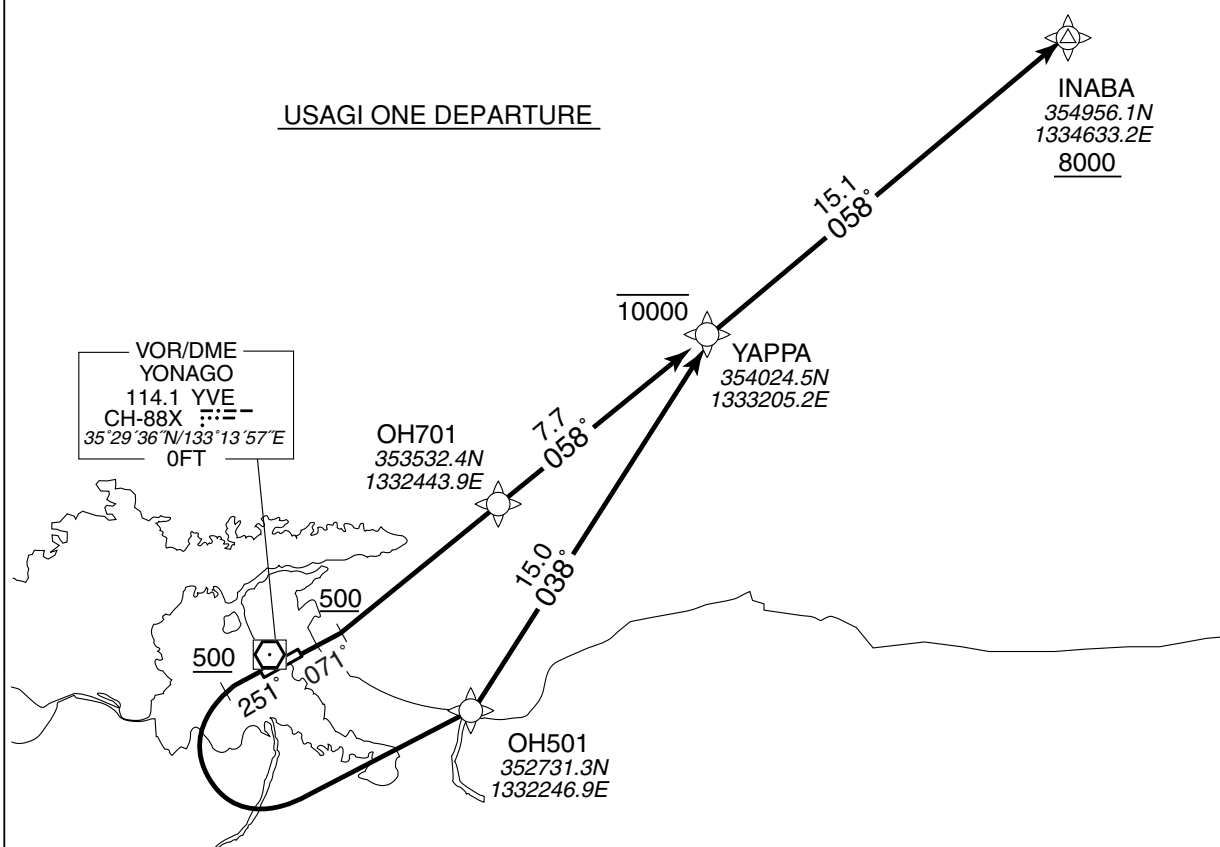 USAGI ONE DEPARTURE
INABA
354956.1N
1334633.2E
8000
15.1
058°
10000
YAPPA
354024.5N
1333205.2E
VOR/DME
YONAGO
114.1 YVE
CH-88X
35°29´36˝N/133°13´57˝E
0FT
OH701
353532.4N
1332443.9E
7.7
058°
15.0
038°
500
071°
500
251°
OH501
352731.3N
1332246.9E